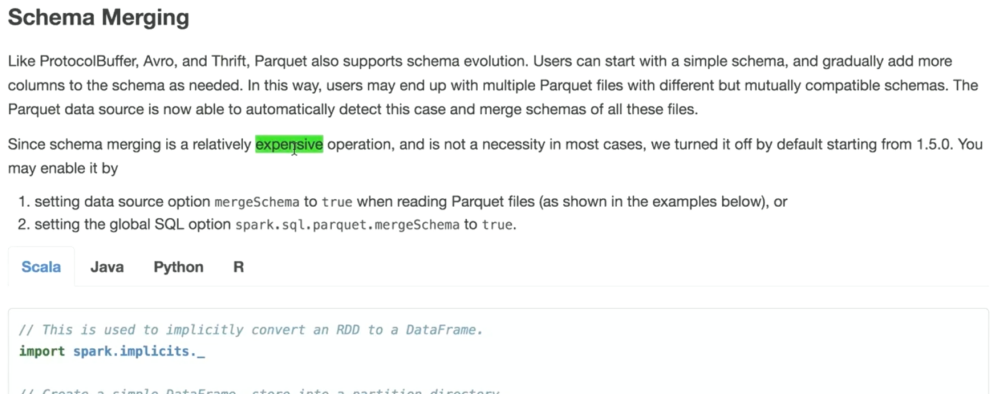 Schema Merging
Like ProtocolBuffer, Avro, and Thrift, Parquet also supports schema evolution. Users can start with a simple schema, and gradually add more
columns to the schema as needed. In this way, users may end up with multiple Parquet files with different but mutually compatible schemas. The
Parquet data source is now able to automatically detect this case and merge schemas of all these files.
Since schema merging is a relatively expensive operation, and is not a necessity in most cases, we turned it off by default starting from 1.5.0. You
may enable it by
1. setting data source option mergeSchema to true when reading Parquet files (as shown in the examples below), or
2. setting the global SQL option spark.sql.parquet.mergeSchema to true.
Scala Java Python R
// This is used to implicitly convert an RDD to a DataFrame.
import spark.implicits._
// Create a simple DataFrame, store into a partition directory